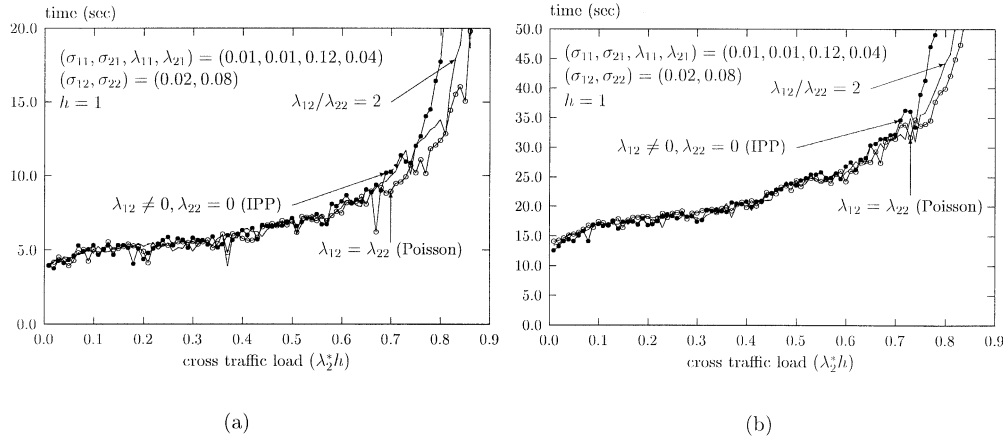 time (sec)
20.0
15.0
10.0
5.0
0.0
(σ₁₁, σ₂₁, λ₁₁, λ₂₁) = (0.01, 0.01, 0.12, 0.04)
(σ₁₂, σ₂₂) = (0.02, 0.08)
h = 1
λ₁₂/λ₂₂ = 2
λ₁₂ ≠ 0, λ₂₂ = 0 (IPP)
λ₁₂ = λ₂₂ (Poisson)
0.0 0.1 0.2 0.3 0.4 0.5 0.6 0.7 0.8 0.9
cross traffic load (λ₂*h)
(a)
time (sec)
50.0
45.0
40.0
35.0
30.0
25.0
20.0
15.0
10.0
5.0
0.0
(σ₁₁, σ₂₁, λ₁₁, λ₂₁) = (0.01, 0.01, 0.12, 0.04)
(σ₁₂, σ₂₂) = (0.02, 0.08)
h = 1
λ₁₂/λ₂₂ = 2
λ₁₂ ≠ 0, λ₂₂ = 0 (IPP)
λ₁₂ = λ₂₂ (Poisson)
0.0 0.1 0.2 0.3 0.4 0.5 0.6 0.7 0.8 0.9
cross traffic load (λ₂*h)
(b)